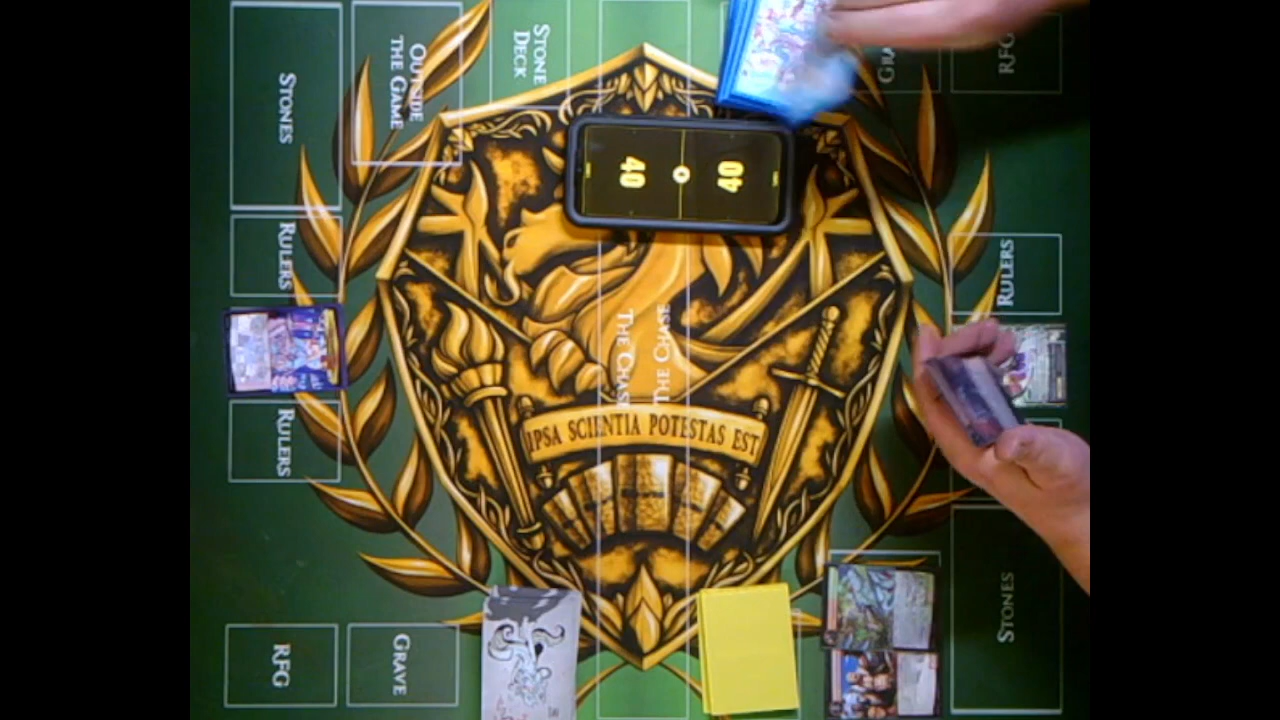 STONES
OUTSIDE
THE GAME
STONE
DECK
RFG
RULERS
RULERS
RULERS
40
40
THE CHASE
THE CHASE
IPSA SCIENTIA POTESTAS EST
STONES
RFG
GRAVE